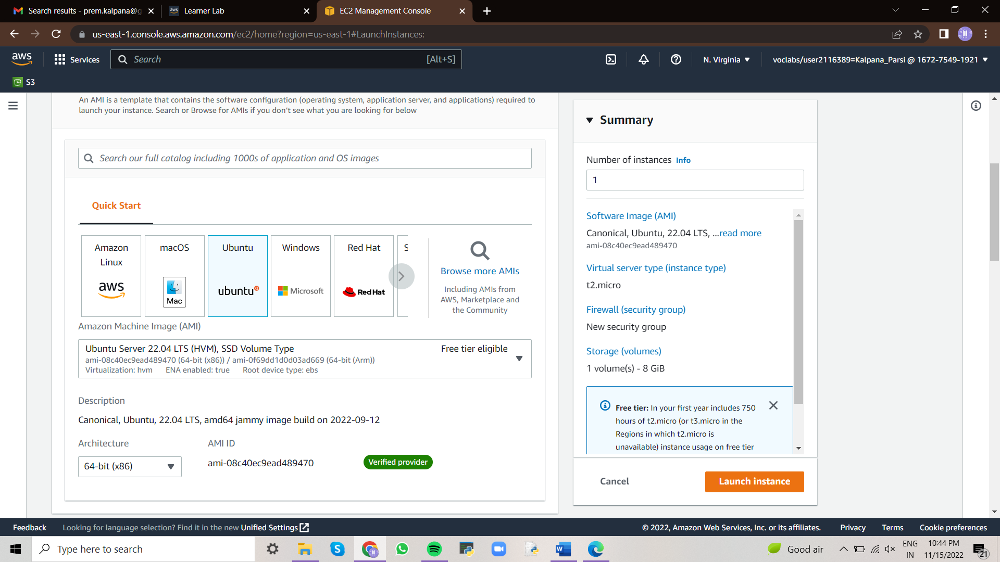 Search results - prem.kalpana@g
Learner Lab
EC2 Management Console
us-east-1.console.aws.amazon.com/ec2/home?region=us-east-1#LaunchInstances:
aws
Services
Search
[Alt+S]
N. Virginia
voclabs/user2116389=Kalpana_Parsi @ 1672-7549-1921
S3
An AMI is a template that contains the software configuration (operating system, application server, and applications) required to
launch your instance. Search or Browse for AMIs if you don't see what you are looking for below
Search our full catalog including 1000s of application and OS images
Quick Start
Amazon
Linux
aws
macOS
Mac
Ubuntu
ubuntu
Windows
Microsoft
Red Hat
Red Hat
S
Browse more AMIs
Including AMIs from
AWS, Marketplace and
the Community
Amazon Machine Image (AMI)
Ubuntu Server 22.04 LTS (HVM), SSD Volume Type
Free tier eligible
ami-08c40ec9ead489470 (64-bit (x86)) / ami-0f69dd1d0d03ad669 (64-bit (Arm))
Virtualization: hvm ENA enabled: true Root device type: ebs
Description
Canonical, Ubuntu, 22.04 LTS, amd64 jammy image build on 2022-09-12
Architecture
AMI ID
64-bit (x86)
ami-08c40ec9ead489470
Verified provider
Summary
Number of instances Info
1
Software Image (AMI)
Canonical, Ubuntu, 22.04 LTS, ...read more
ami-08c40ec9ead489470
Virtual server type (instance type)
t2.micro
Firewall (security group)
New security group
Storage (volumes)
1 volume(s) - 8 GiB
Free tier: In your first year includes 750
hours of t2.micro (or t3.micro in the
Regions in which t2.micro is
unavailable) instance usage on free tier
Cancel
Launch instance
Feedback
Looking for language selection? Find it in the new Unified Settings
© 2022, Amazon Web Services, Inc. or its affiliates.
Privacy
Terms
Cookie preferences
Type here to search
Good air
ENG
IN
10:44 PM
11/15/2022
21